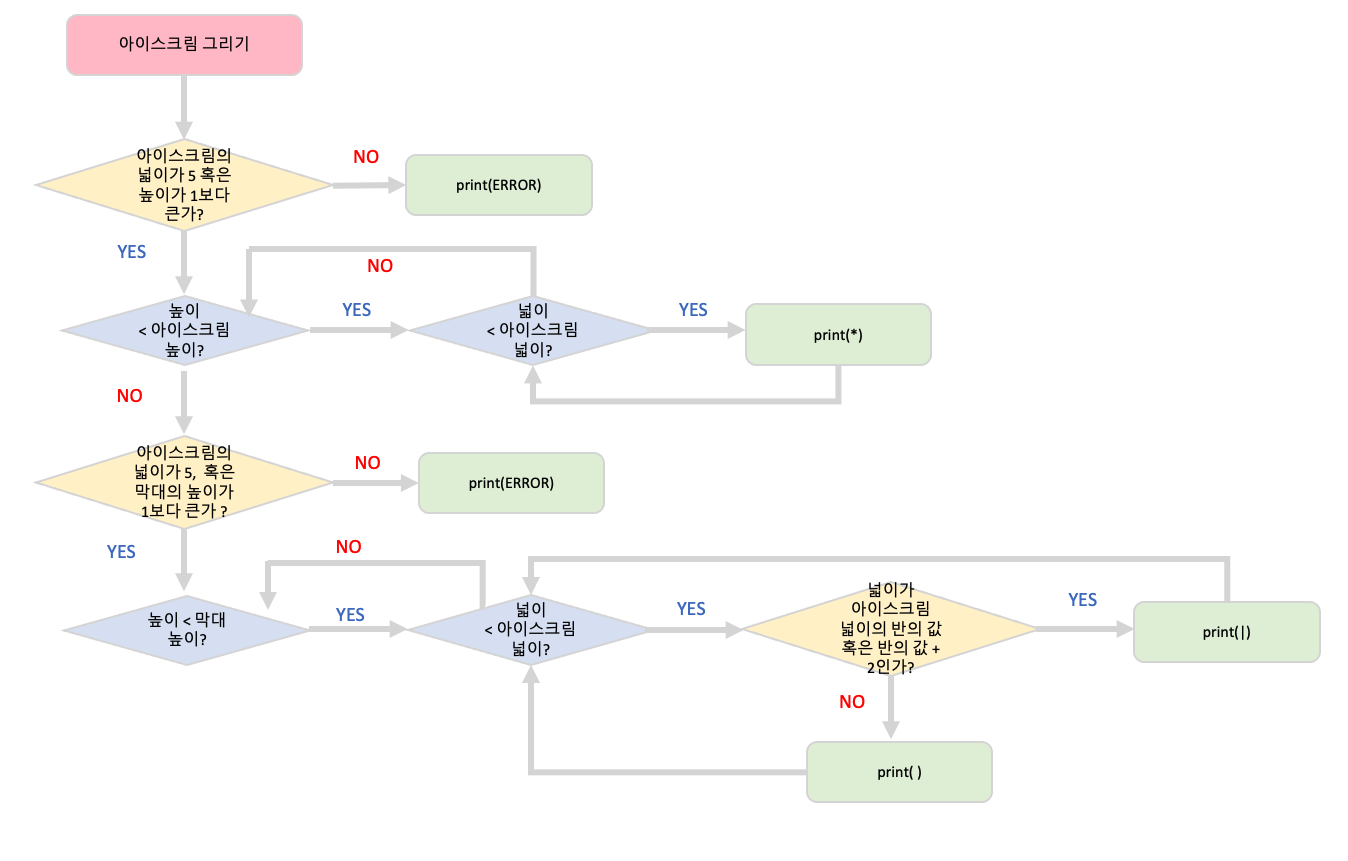 아이스크림 그리기
아이스크림의
넓이가 5 혹은
높이가 1보다
큰가?
NO
print(ERROR)
YES
NO
높이
< 아이스크림
높이?
YES
넓이
< 아이스크림
넓이?
YES
print(*)
NO
아이스크림의
넓이가 5, 혹은
막대의 높이가
1보다 큰가 ?
NO
print(ERROR)
YES
NO
높이 < 막대
높이?
YES
넓이
< 아이스크림
넓이?
YES
넓이가
아이스크림
넓이의 반의 값
혹은 반의 값 +
2인가?
YES
print(|)
NO
print( )